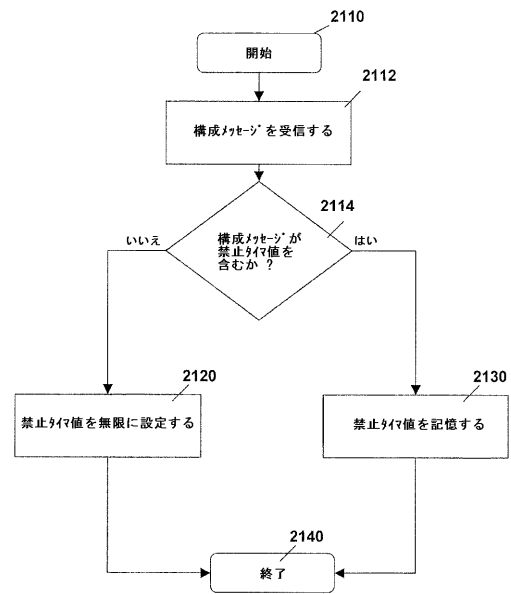 2110
開始
2112
構成ﾒｯｾｰｼﾞを受信する
2114
いいえ
はい
構成ﾒｯｾｰｼﾞが
禁止ﾀｲﾏ値を
含むか ?
2120
2130
禁止ﾀｲﾏ値を無限に設定する
禁止ﾀｲﾏ値を記憶する
2140
終了